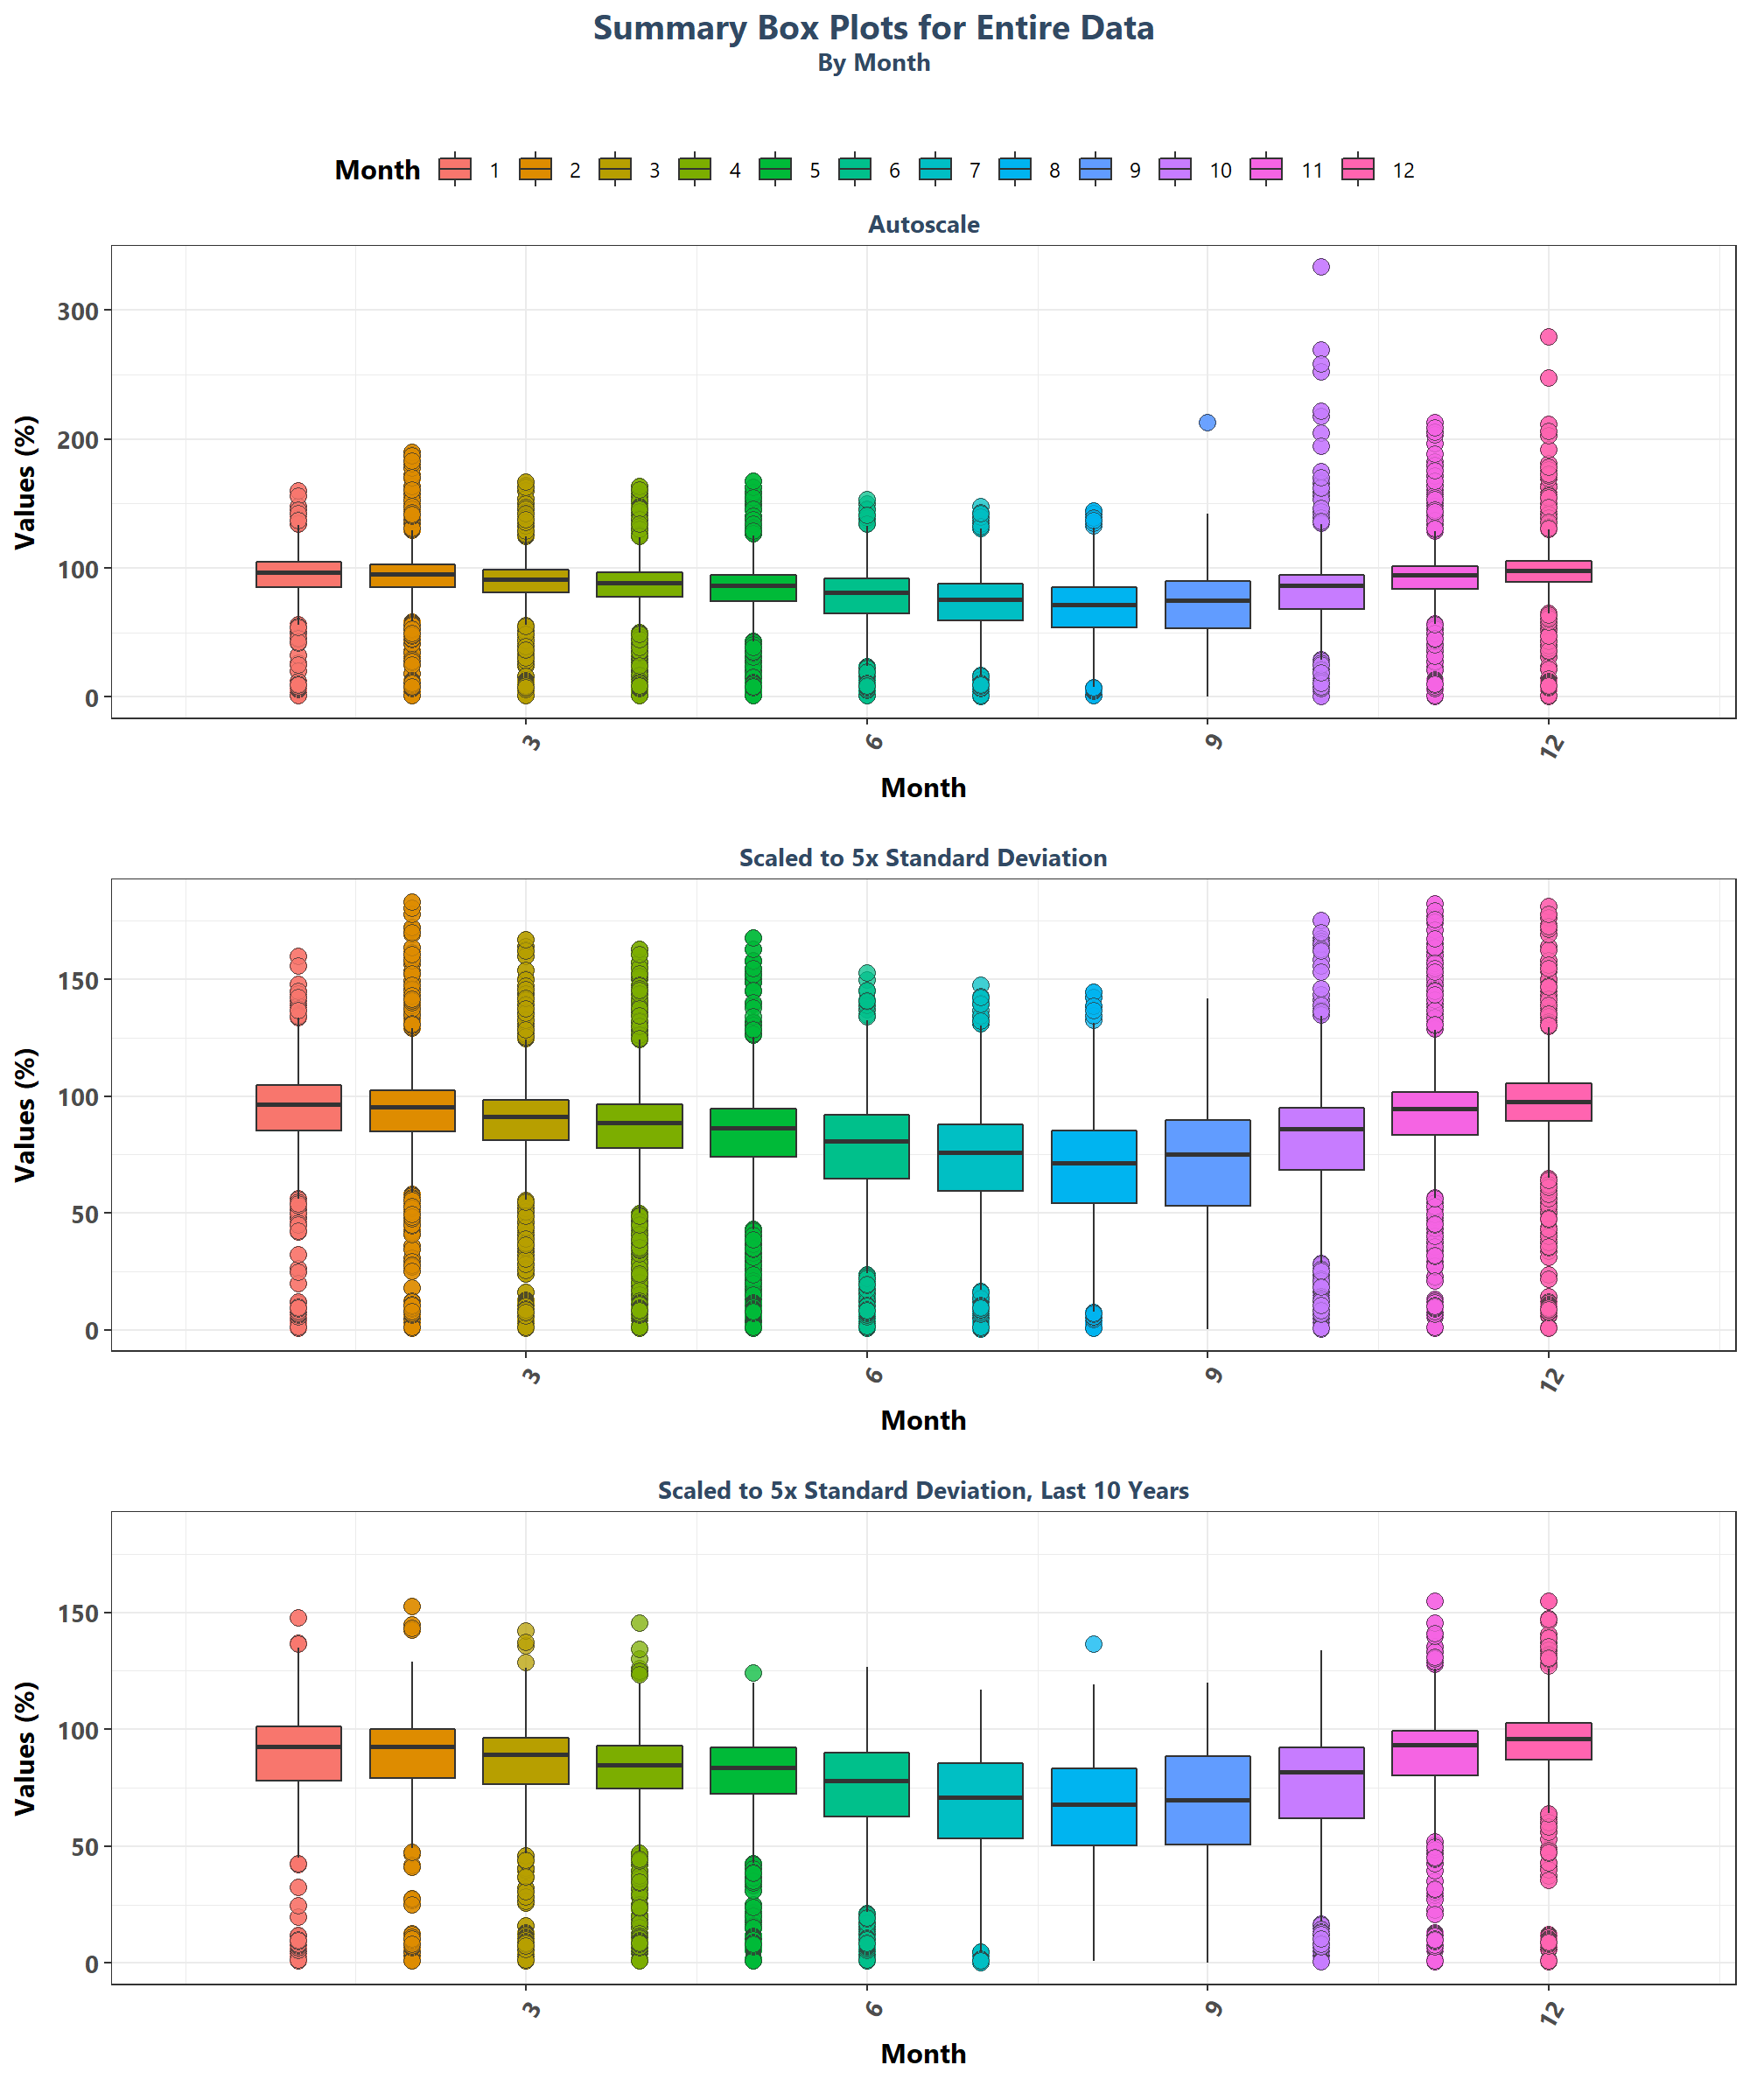 Summary Box Plots for Entire Data
By Month
Month 1 2 3 4 5 6 7 8 9 10 11 12
Autoscale
300
200
100
0
Values (%)
3 6 9 12
Month
Scaled to 5x Standard Deviation
150
100
50
0
Values (%)
3 6 9 12
Month
Scaled to 5x Standard Deviation, Last 10 Years
150
100
50
0
Values (%)
3 6 9 12
Month